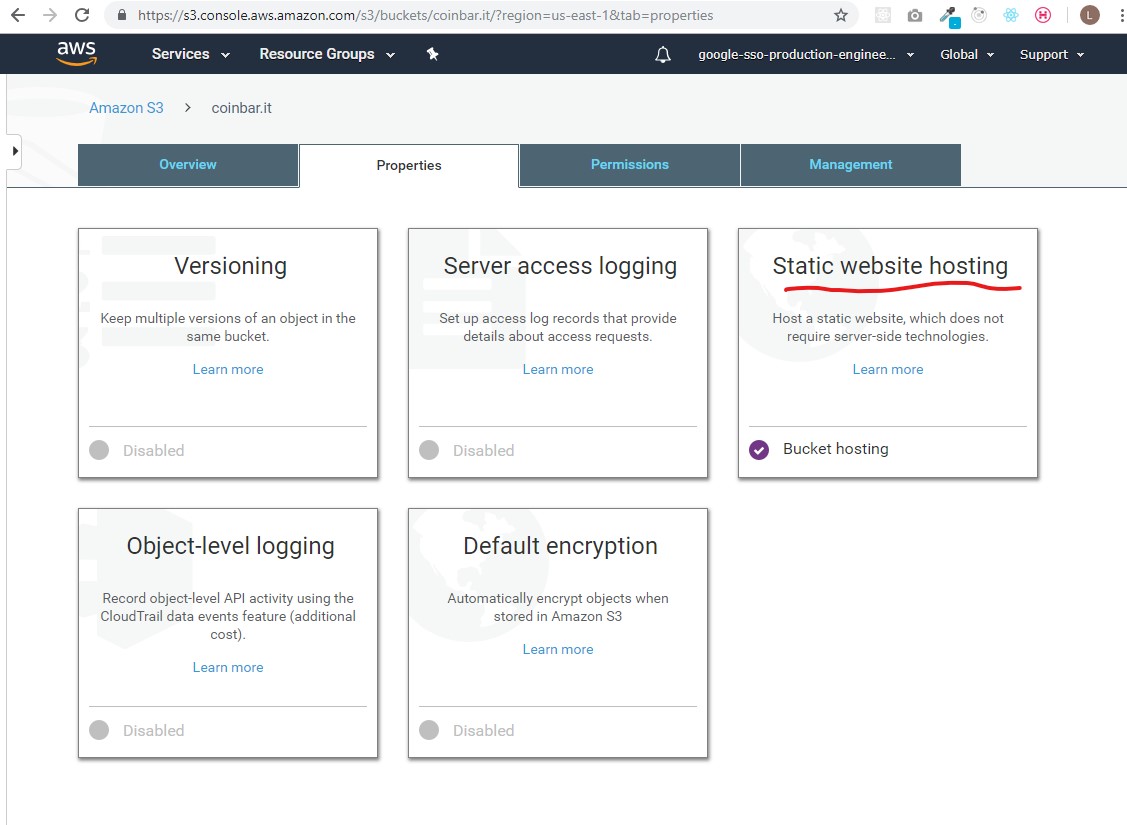 https://s3.console.aws.amazon.com/s3/buckets/coinbar.it/?region=us-east-1&tab=properties
L
aws Services Resource Groups google-sso-production-enginee... Global Support
Amazon S3 > coinbar.it
Overview Properties Permissions Management
Versioning
Keep multiple versions of an object in the
same bucket.
Learn more
Disabled
Server access logging
Set up access log records that provide
details about access requests.
Learn more
Disabled
Static website hosting
Host a static website, which does not
require server-side technologies.
Learn more
Bucket hosting
Object-level logging
Record object-level API activity using the
CloudTrail data events feature (additional
cost).
Learn more
Disabled
Default encryption
Automatically encrypt objects when
stored in Amazon S3
Learn more
Disabled